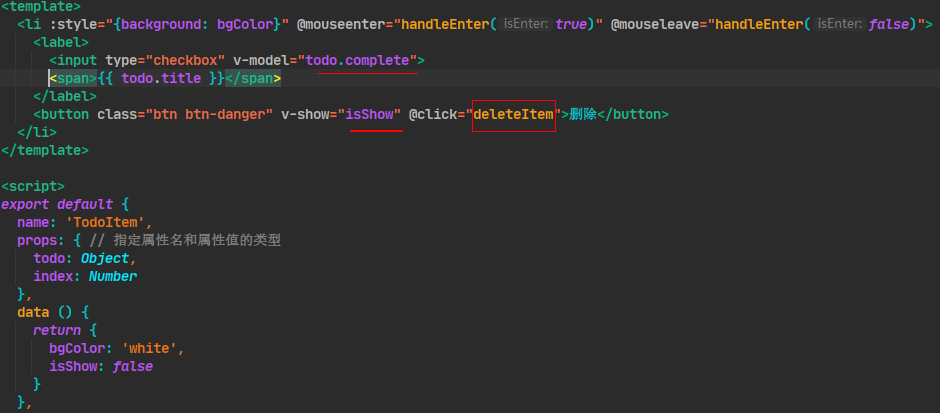 <template>
  <li :style="{background: bgColor}" @mouseenter="handleEnter( isEnter: true)" @mouseleave="handleEnter( isEnter: false)">
    <label>
      <input type="checkbox" v-model="todo.complete">
      <span>{{ todo.title }}</span>
    </label>
    <button class="btn btn-danger" v-show="isShow" @click="deleteItem">删除</button>
  </li>
</template>

<script>
export default {
  name: 'TodoItem',
  props: { // 指定属性名和属性值的类型
    todo: Object,
    index: Number
  },
  data () {
    return {
      bgColor: 'white',
      isShow: false
    }
  },